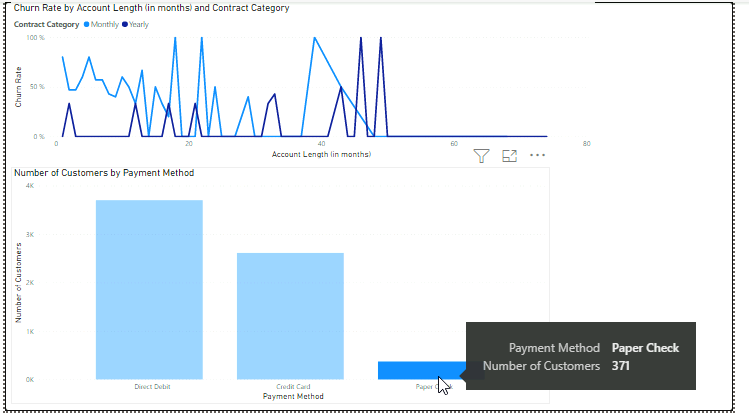 Churn Rate by Account Length (in months) and Contract Category
Contract Category Monthly Yearly
100 %
50 %
0 %
Churn Rate
0 20 40 60 80
Account Length (in months)
Number of Customers by Payment Method
4K
3K
2K
1K
0K
Number of Customers
Direct Debit Credit Card
Payment Method
Payment Method Paper Check
Number of Customers 371